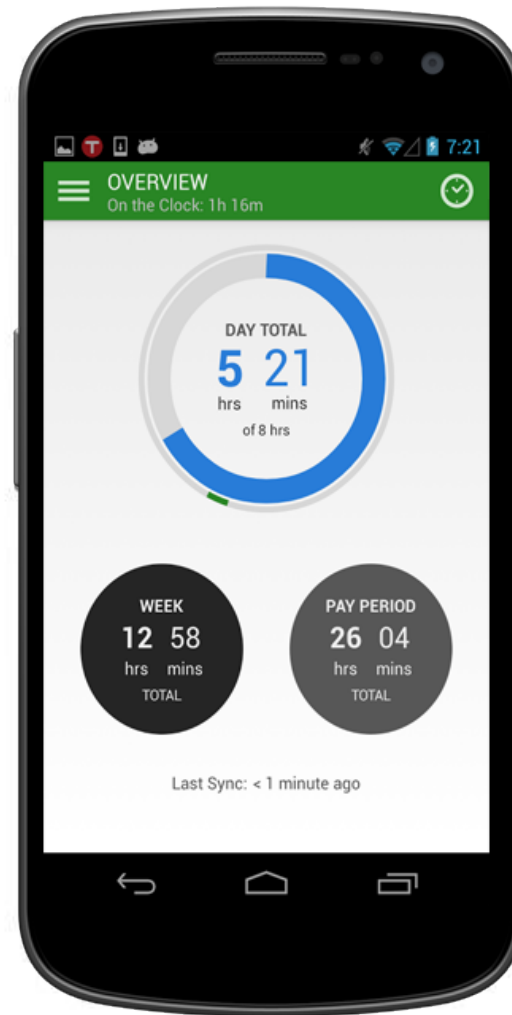 7:21
OVERVIEW
On the Clock: 1h 16m
DAY TOTAL
5 21
hrs mins
of 8 hrs
WEEK
12 58
hrs mins
TOTAL
PAY PERIOD
26 04
hrs mins
TOTAL
Last Sync: < 1 minute ago